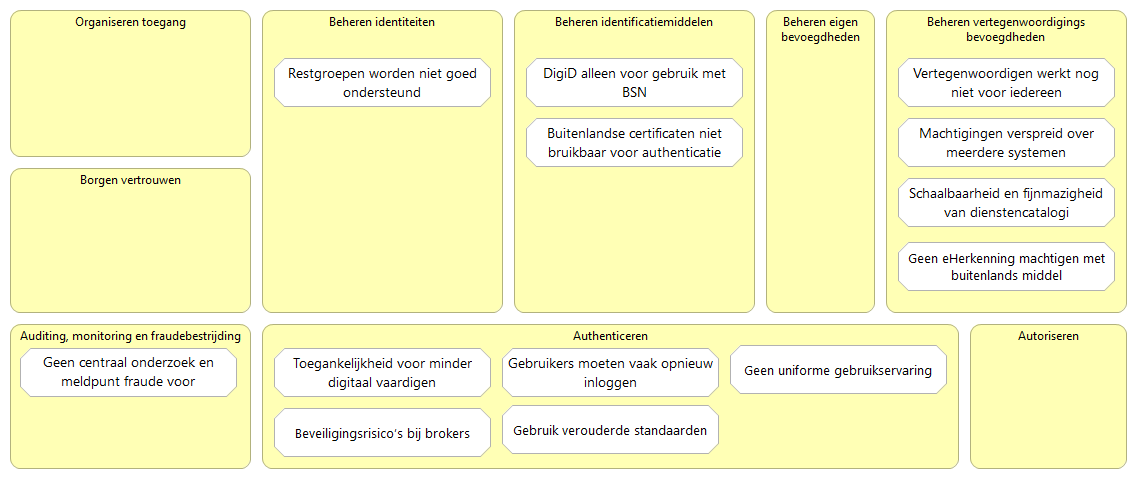 Organiseren toegang
Beheren identiteiten
Restgroepen worden niet goed
ondersteund
Beheren identificatiemiddelen
DigiD alleen voor gebruik met
BSN
Buitenlandse certificaten niet
bruikbaar voor authenticatie
Beheren eigen
bevoegdheden
Beheren vertegenwoordigings
bevoegdheden
Vertegenwoordigen werkt nog
niet voor iedereen
Machtigingen verspreid over
meerdere systemen
Schaalbaarheid en fijnmazigheid
van dienstencatalogi
Geen eHerkenning machtigen met
buitenlands middel
Borgen vertrouwen
Auditing, monitoring en fraudebestrijding
Geen centraal onderzoek en
meldpunt fraude voor
Authenticeren
Toegankelijkheid voor minder
digitaal vaardigen
Gebruikers moeten vaak opnieuw
inloggen
Geen uniforme gebruikservaring
Beveiligingsrisico's bij brokers
Gebruik verouderde standaarden
Autoriseren